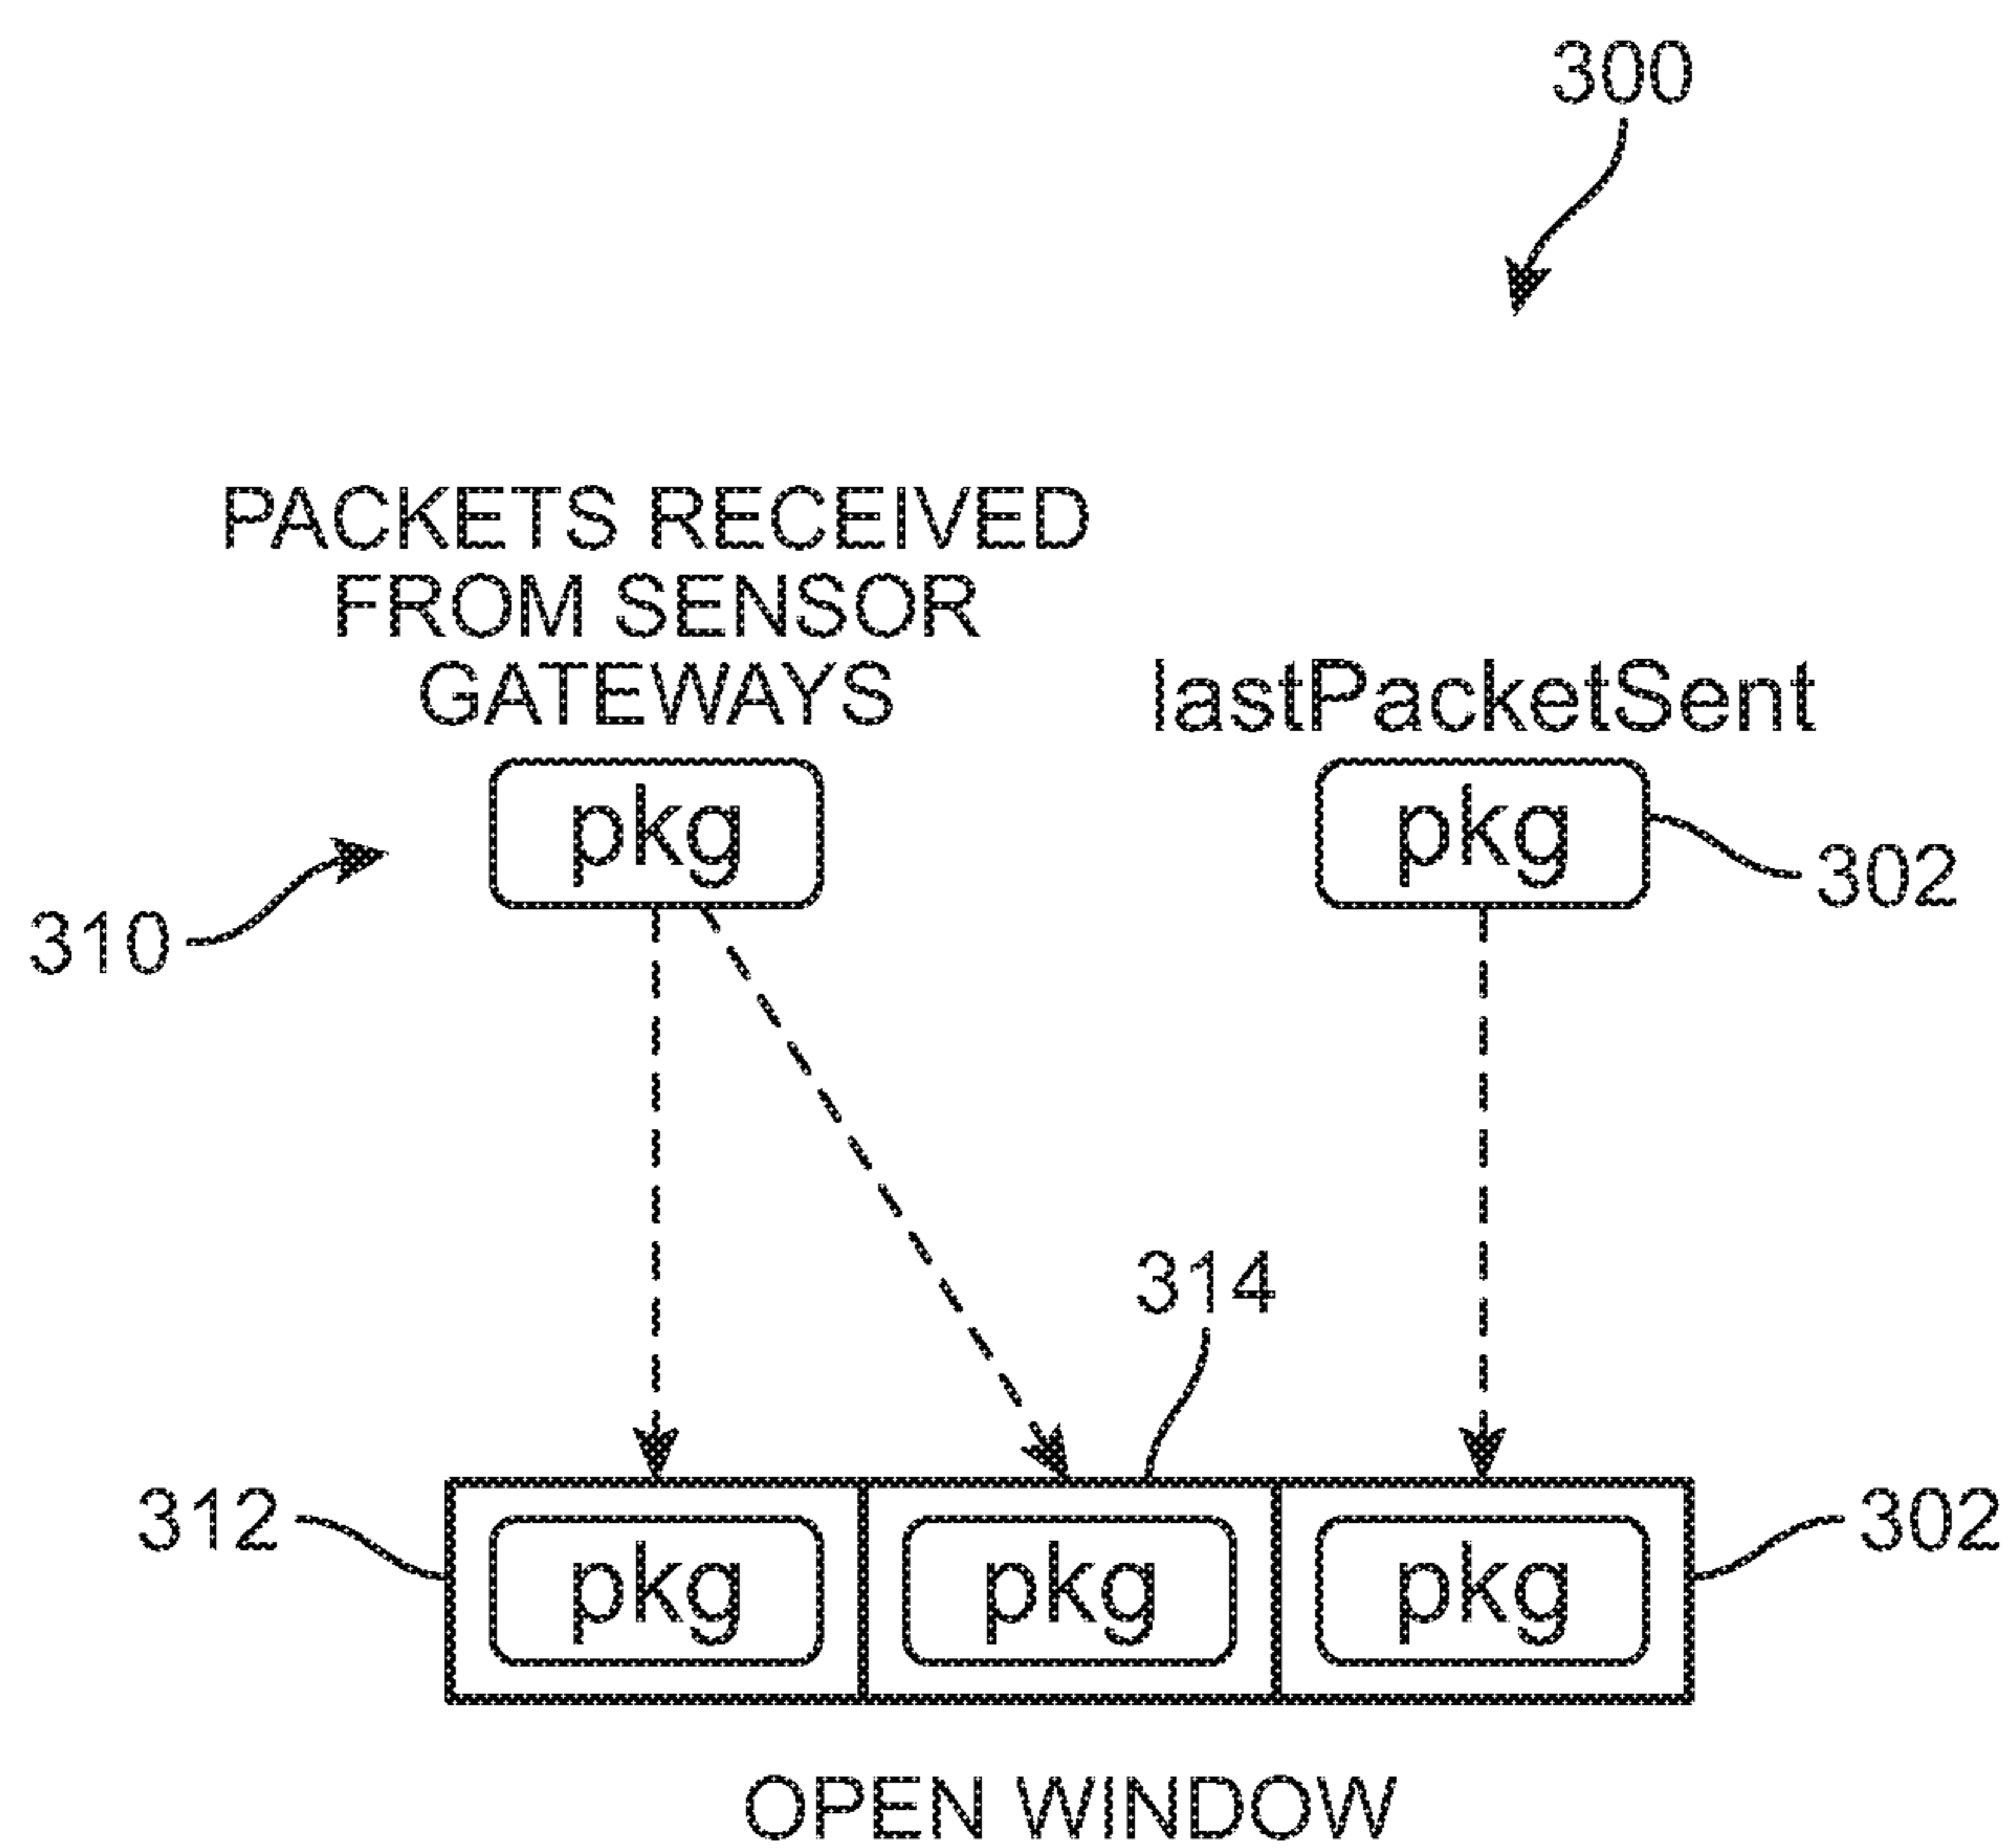 300
PACKETS RECEIVED
FROM SENSOR
GATEWAYS
lastPacketSent
pkg
pkg
302
310
314
312
pkg
pkg
pkg
302
OPEN WINDOW